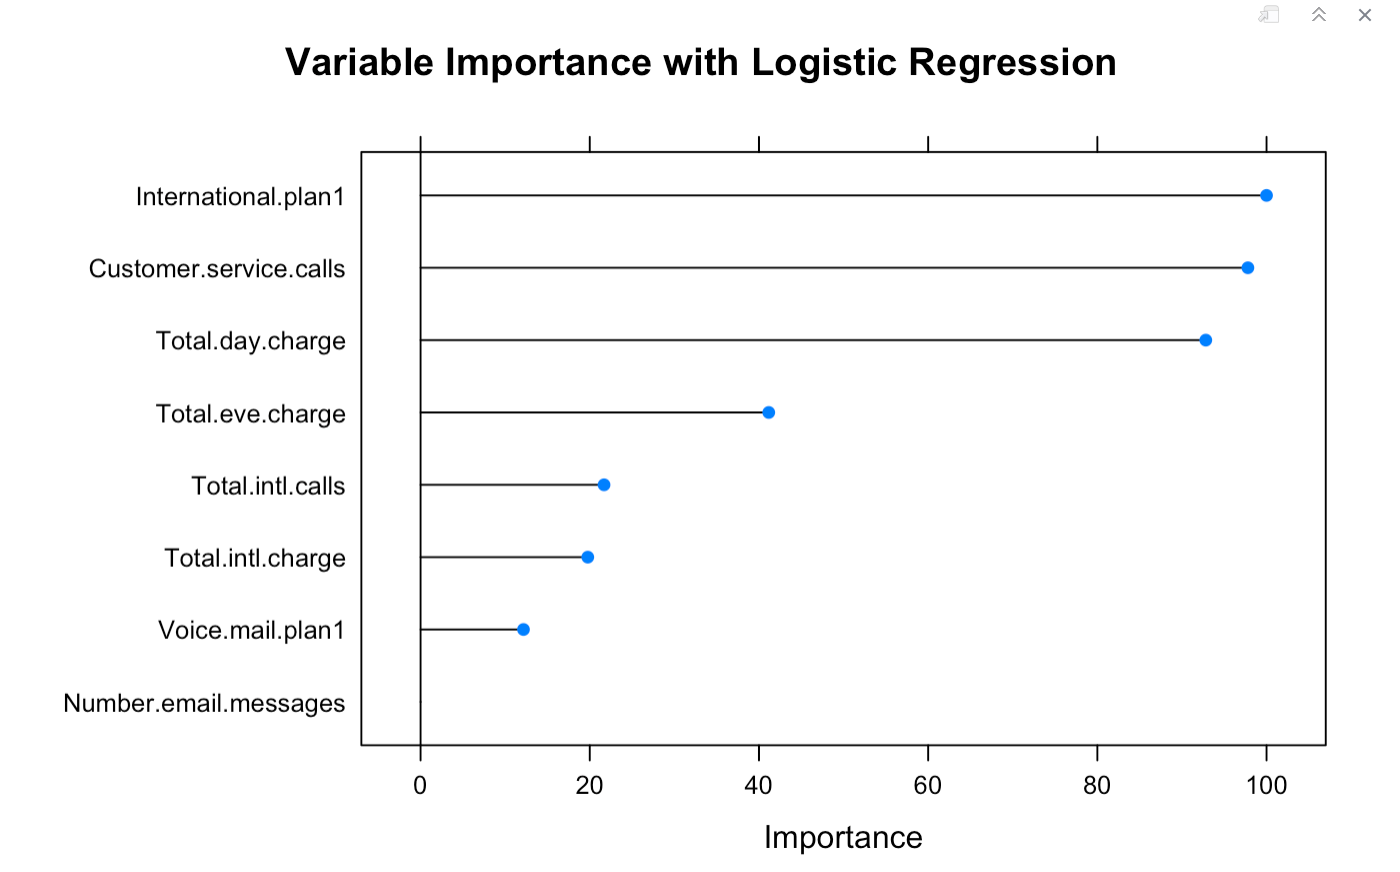 Variable Importance with Logistic Regression
International.plan1
Customer.service.calls
Total.day.charge
Total.eve.charge
Total.intl.calls
Total.intl.charge
Voice.mail.plan1
Number.email.messages
0 20 40 60 80 100
Importance